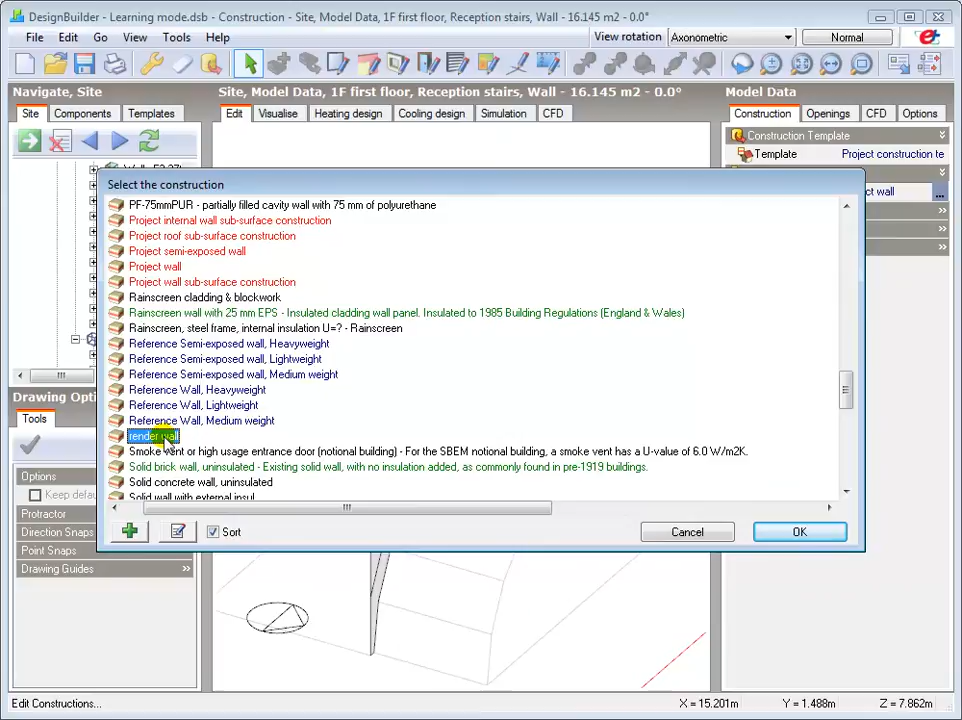 DesignBuilder - Learning mode.dsb - Construction - Site, Model Data, 1F first floor, Reception stairs, Wall - 16.145 m2 - 0.0°
File Edit Go View Tools Help
View rotation Axonometric Normal
Navigate, Site
Site, Model Data, 1F first floor, Reception stairs, Wall - 16.145 m2 - 0.0°
Model Data
Site Components Templates
Edit Visualise Heating design Cooling design Simulation CFD
Construction Openings CFD Options
Construction Template
Template Project construction te
ct wall ...
Select the construction
PF-75mmPUR - partially filled cavity wall with 75 mm of polyurethane
Project internal wall sub-surface construction
Project roof sub-surface construction
Project semi-exposed wall
Project wall
Project wall sub-surface construction
Rainscreen cladding & blockwork
Rainscreen wall with 25 mm EPS - Insulated cladding wall panel. Insulated to 1985 Building Regulations (England & Wales)
Rainscreen, steel frame, internal insulation U=? - Rainscreen
Reference Semi-exposed wall, Heavyweight
Reference Semi-exposed wall, Lightweight
Reference Semi-exposed wall, Medium weight
Reference Wall, Heavyweight
Reference Wall, Lightweight
Reference Wall, Medium weight
render wall
Smoke vent or high usage entrance door (notional building) - For the SBEM notional building, a smoke vent has a U-value of 6.0 W/m2K.
Solid brick wall, uninsulated - Existing solid wall, with no insulation added, as commonly found in pre-1919 buildings.
Solid concrete wall, uninsulated
Solid wall with external insul
Sort
Cancel
OK
Drawing Opti
Tools
Options
Keep defau
Protractor
Direction Snaps
Point Snaps
Drawing Guides
Edit Constructions...
X = 15.201m Y = 1.488m Z = 7.862m